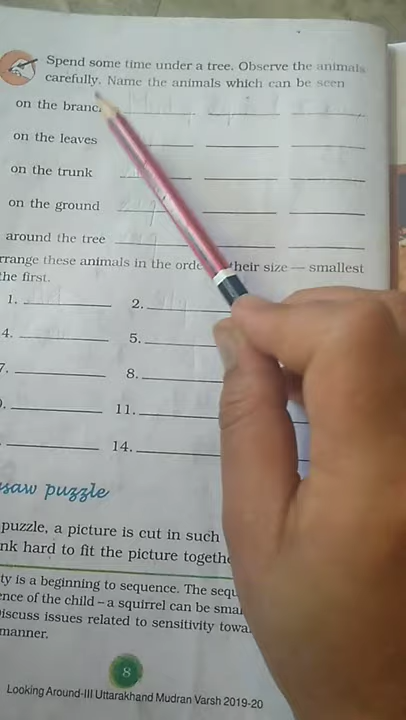 Spend some time under a tree. Observe the animals
carefully. Name the animals which can be seen
on the branc
on the leaves
on the trunk
on the ground
around the tree
rrange these animals in the orde their size — smallest
the first.
1. 2.
4. 5.
7. 8.
11.
14.
saw puzzle
puzzle, a picture is cut in such
nk hard to fit the picture togeth
ty is a beginning to sequence. The sequ
ence of the child – a squirrel can be smal
iscuss issues related to sensitivity towa
manner.
8
Looking Around-III Uttarakhand Mudran Varsh 2019-20